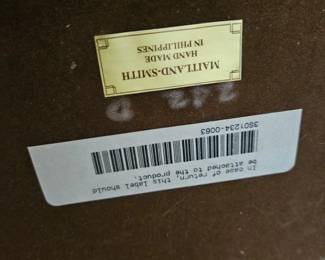 In case of return, this label should
be attached to the product.
3S01234-0063
MAITLAND-SMITH
HAND MADE
IN PHILIPPINES